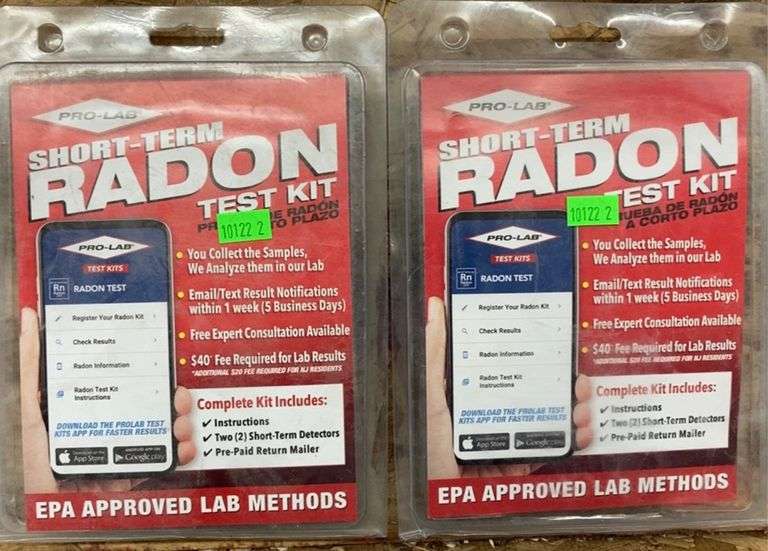 PRO-LAB®
SHORT-TERM
RADON
TEST KIT
DE RADÓN
PLAZO
10122 2
PRO-LAB®
TEST KITS
Rn
RADON TEST
Register Your Radon Kit
Check Results
Radon Information
Radon Test Kit
Instructions
DOWNLOAD THE PROLAB TEST
KITS APP FOR FASTER RESULTS
App Store
Google play
• You Collect the Samples,
We Analyze them in our Lab
• Email/Text Result Notifications
within 1 week (5 Business Days)
• Free Expert Consultation Available
• $40* Fee Required for Lab Results
*ADDITIONAL $20 FEE REQUIRED FOR NJ RESIDENTS
Complete Kit Includes:
✓ Instructions
✓ Two (2) Short-Term Detectors
✓ Pre-Paid Return Mailer
EPA APPROVED LAB METHODS
PRO-LAB®
SHORT-TERM
RADON
TEST KIT
RUEBA DE RADÓN
A CORTO PLAZO
10122 2
PRO-LAB®
TEST KITS
Rn
RADON TEST
Register Your Radon Kit
Check Results
Radon Information
Radon Test Kit
Instructions
DOWNLOAD THE PROLAB TEST
KITS APP FOR FASTER RESULTS
App Store
Google play
• You Collect the Samples,
We Analyze them in our Lab
• Email/Text Result Notifications
within 1 week (5 Business Days)
• Free Expert Consultation Available
• $40* Fee Required for Lab Results
*ADDITIONAL $20 FEE REQUIRED FOR NJ RESIDENTS
Complete Kit Includes:
✓ Instructions
✓ Two (2) Short-Term Detectors
✓ Pre-Paid Return Mailer
EPA APPROVED LAB METHODS